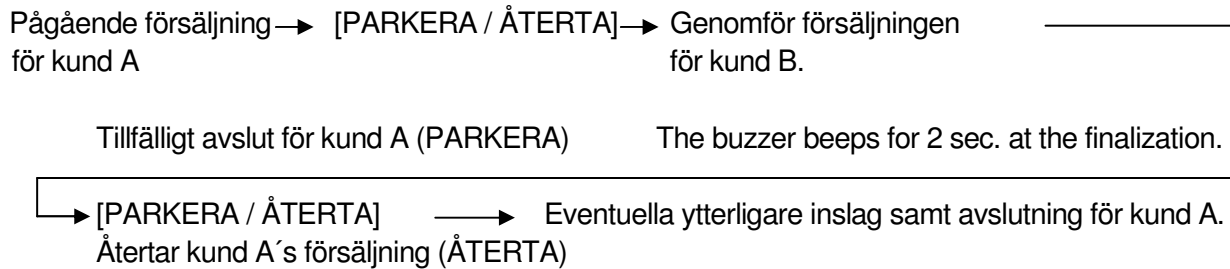 Pågående försäljning [PARKERA / ÅTERTA] Genomför försäljningen
för kund A för kund B.
Tillfälligt avslut för kund A (PARKERA) The buzzer beeps for 2 sec. at the finalization.
[PARKERA / ÅTERTA] Eventuella ytterligare inslag samt avslutning för kund A.
Återtar kund A´s försäljning (ÅTERTA)